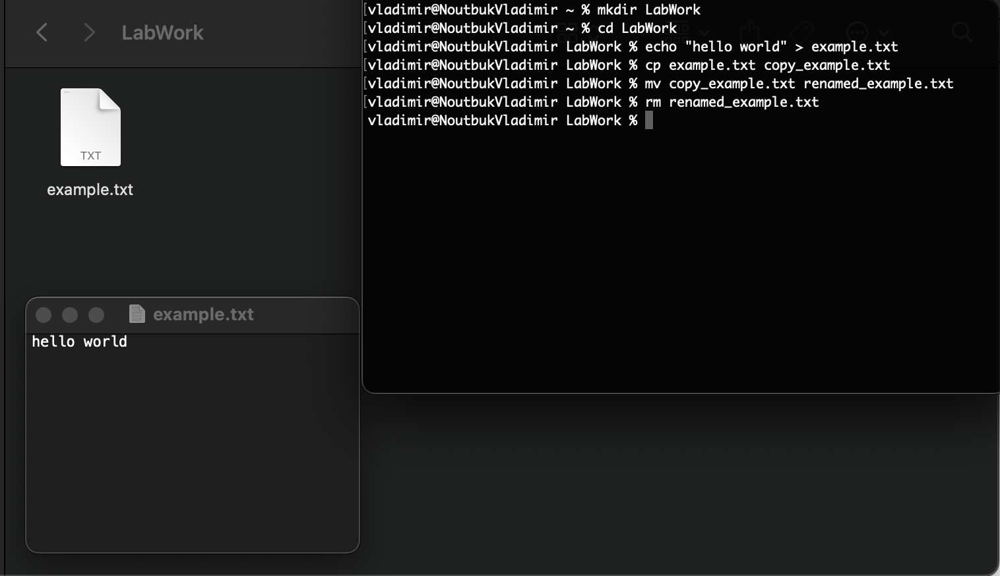 LabWork
TXT
example.txt
example.txt
hello world
[vladimir@NoutbukVladimir ~ % mkdir LabWork
[vladimir@NoutbukVladimir ~ % cd LabWork
[vladimir@NoutbukVladimir LabWork % echo "hello world" > example.txt
[vladimir@NoutbukVladimir LabWork % cp example.txt copy_example.txt
[vladimir@NoutbukVladimir LabWork % mv copy_example.txt renamed_example.txt
[vladimir@NoutbukVladimir LabWork % rm renamed_example.txt
vladimir@NoutbukVladimir LabWork %